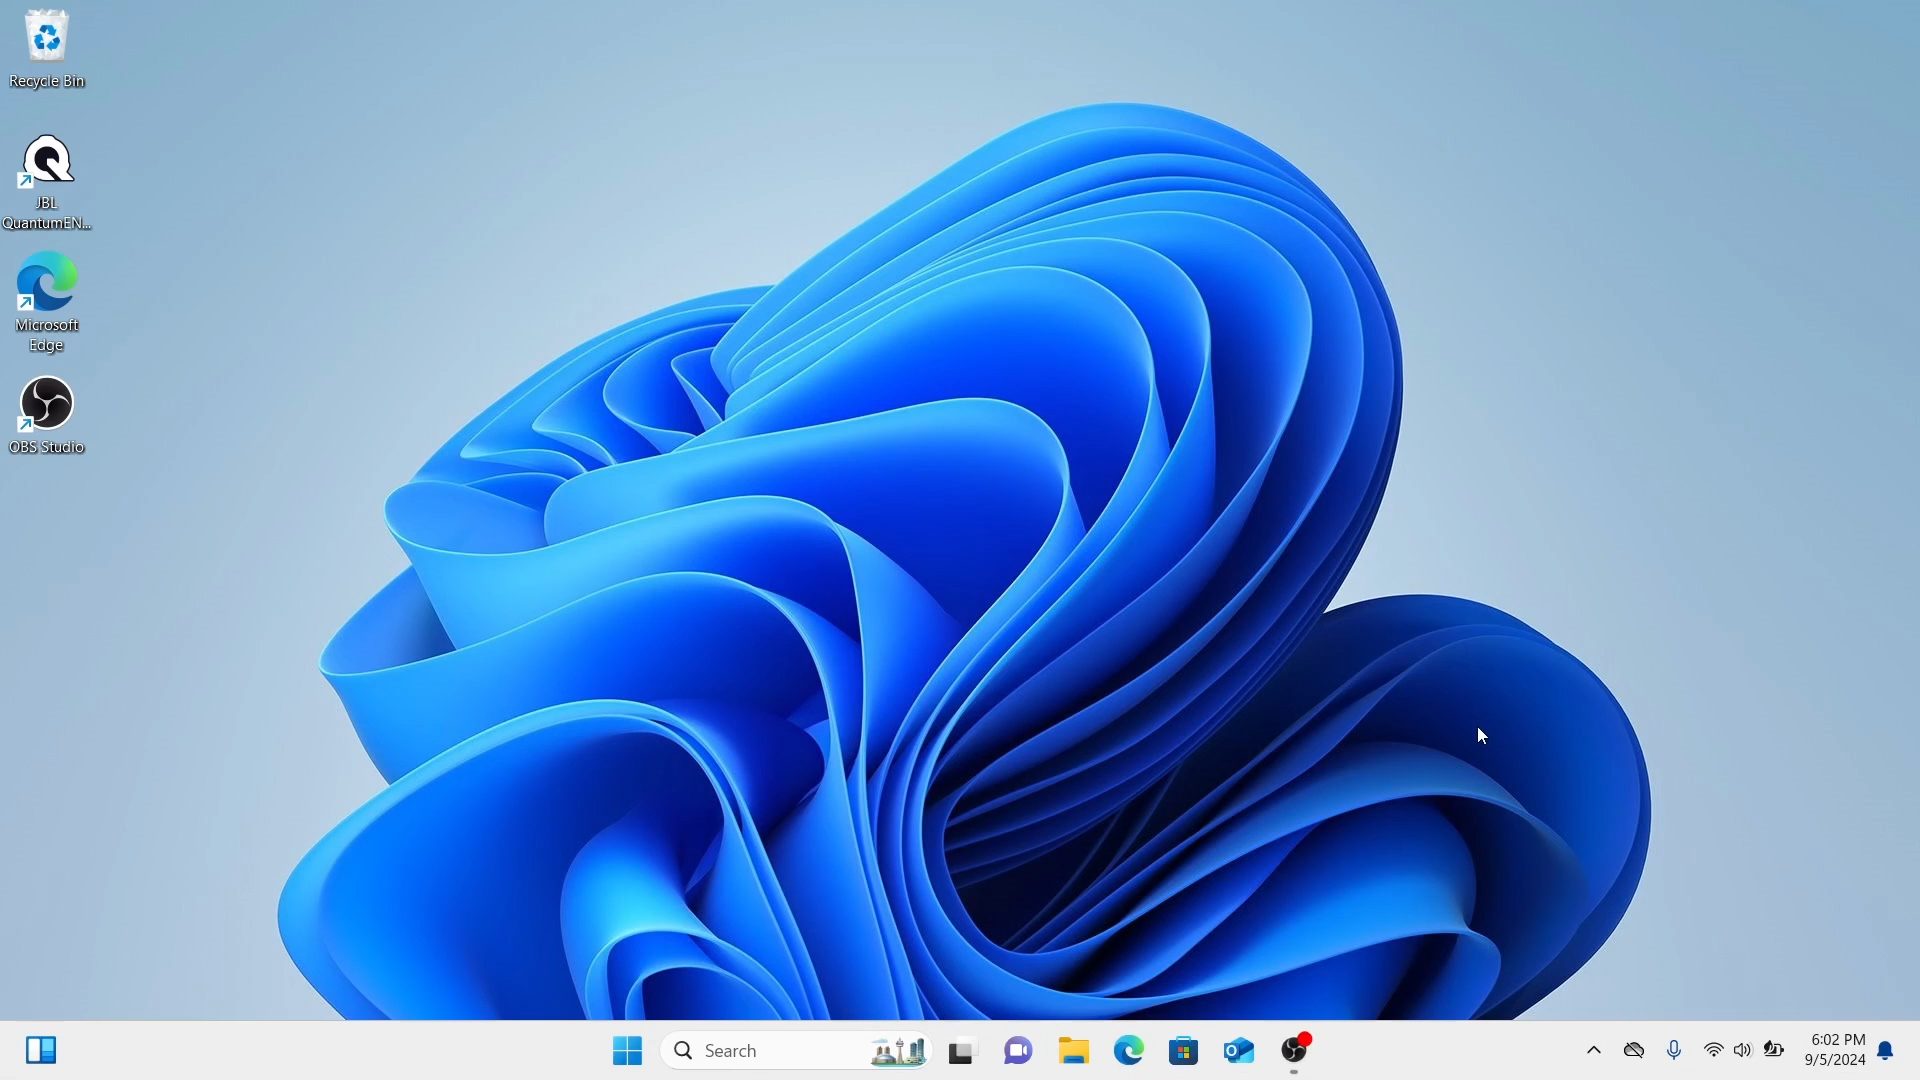 Recycle Bin
JBL
QuantumEN...
Microsoft
Edge
OBS Studio
Search
6:02 PM
9/5/2024